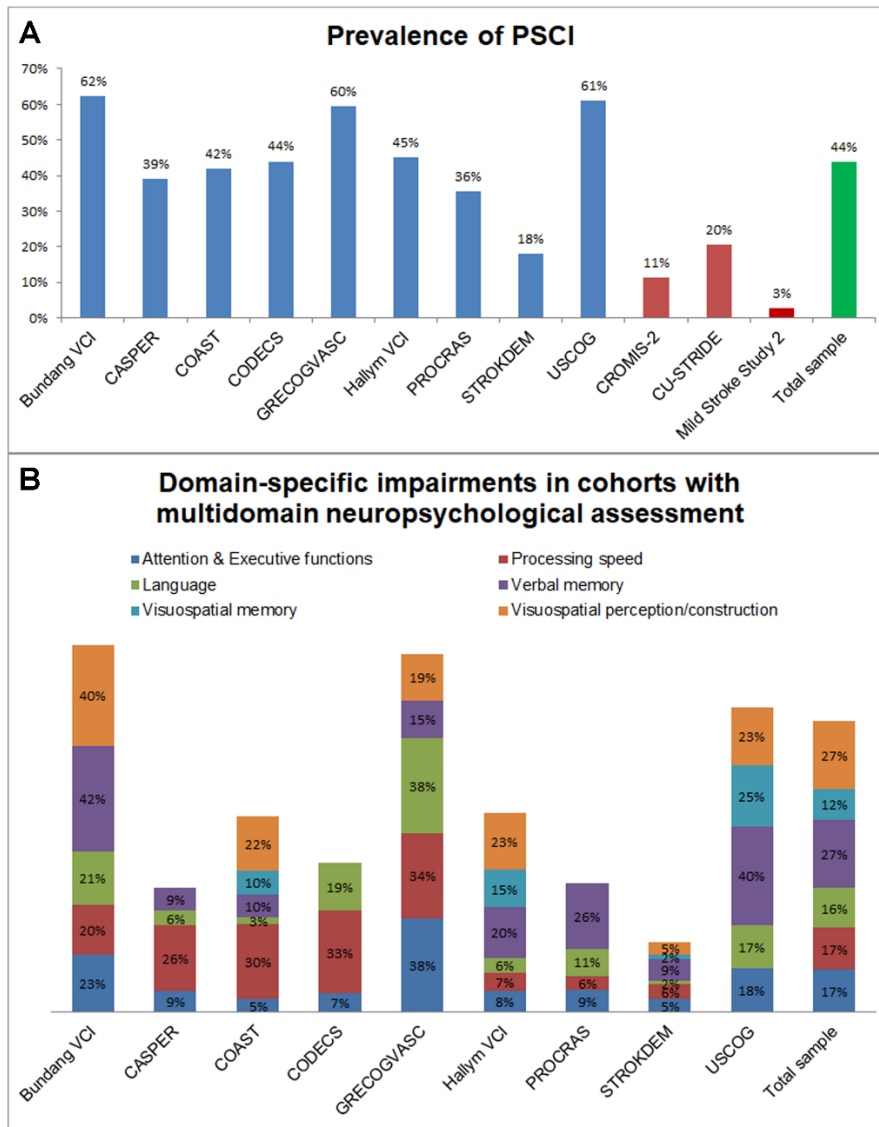 A
Prevalence of PSCI
70%
60%
50%
40%
30%
20%
10%
0%
62%
39%
42%
44%
60%
45%
36%
18%
61%
11%
20%
3%
44%
Bundang VCI
CASPER
COAST
CODECS
GRECOGVASC
Hallym VCI
PROCRAS
STROKDEM
USCOG
CROMIS-2
CU-STRIDE
Mild Stroke Study 2
Total sample
B
Domain-specific impairments in cohorts with
multidomain neuropsychological assessment
Attention & Executive functions
Processing speed
Language
Verbal memory
Visuospatial memory
Visuospatial perception/construction
40%
42%
21%
20%
23%
9%
6%
26%
9%
22%
10%
10%
3%
30%
5%
19%
33%
7%
19%
15%
38%
34%
38%
23%
15%
20%
6%
7%
8%
26%
11%
6%
9%
5%
2%
9%
2%
6%
5%
23%
25%
40%
17%
18%
27%
12%
27%
16%
17%
17%
Bundang VCI
CASPER
COAST
CODECS
GRECOGVASC
Hallym VCI
PROCRAS
STROKDEM
USCOG
Total sample